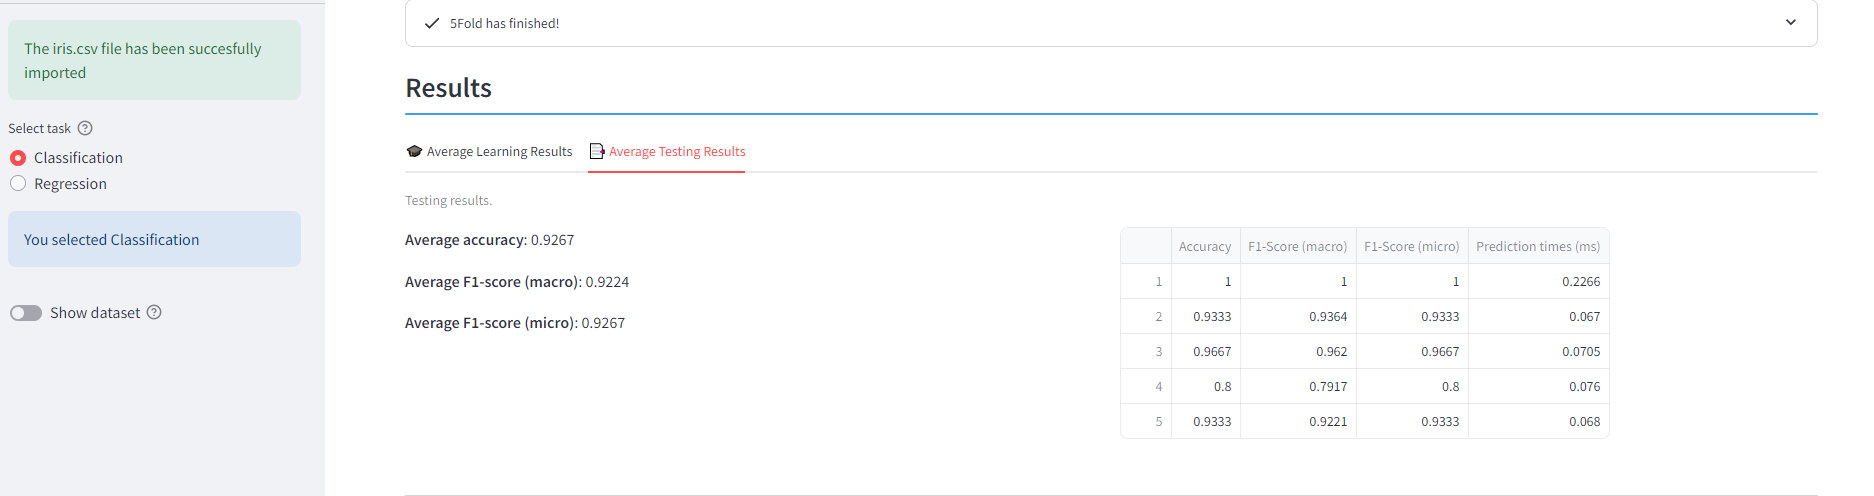 The iris.csv file has been succesfully
imported
Select task
Classification
Regression
You selected Classification
Show dataset
5Fold has finished!
Results
Average Learning Results Average Testing Results
Testing results.
Average accuracy: 0.9267
Average F1-score (macro): 0.9224
Average F1-score (micro): 0.9267
Accuracy F1-Score (macro) F1-Score (micro) Prediction times (ms)
1 1 1 1 0.2266
2 0.9333 0.9364 0.9333 0.067
3 0.9667 0.962 0.9667 0.0705
4 0.8 0.7917 0.8 0.076
5 0.9333 0.9221 0.9333 0.068